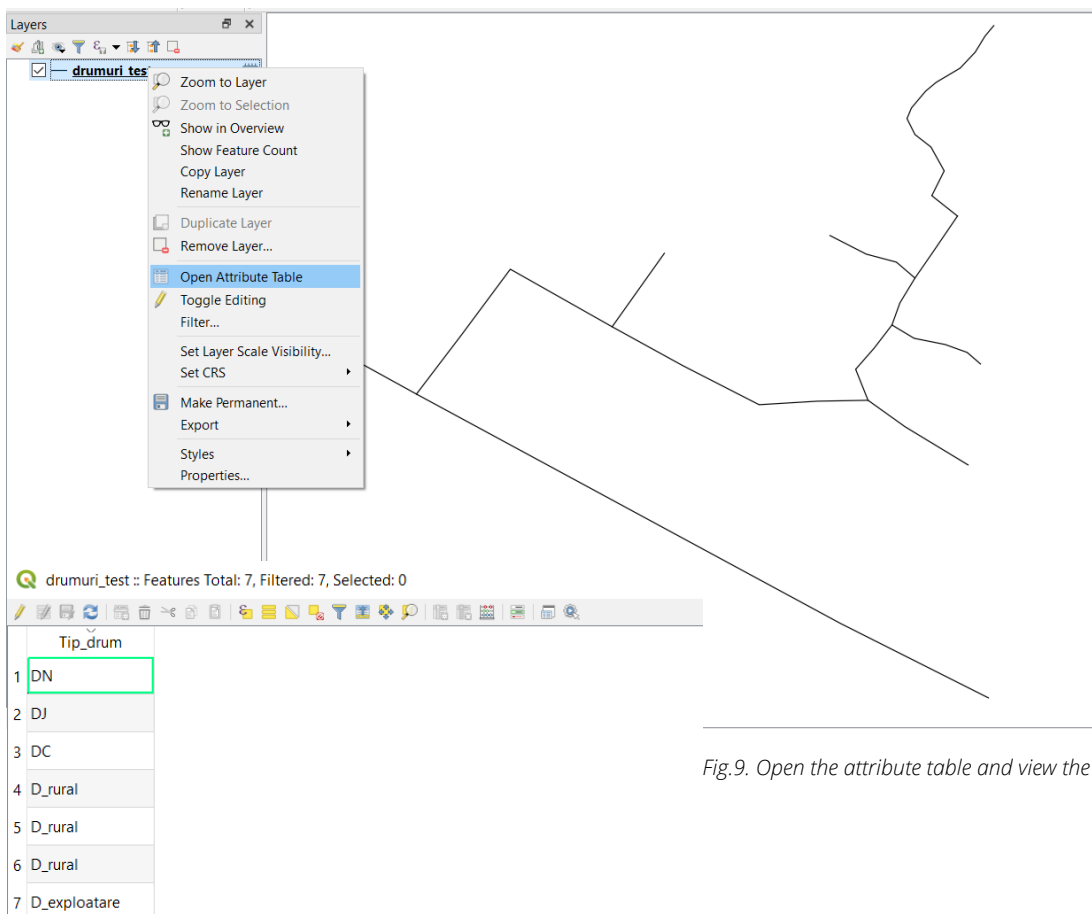 Layers
drumuri_tes
Zoom to Layer
Zoom to Selection
Show in Overview
Show Feature Count
Copy Layer
Rename Layer
Duplicate Layer
Remove Layer...
Open Attribute Table
Toggle Editing
Filter...
Set Layer Scale Visibility...
Set CRS
Make Permanent...
Export
Styles
Properties...
drumuri_test :: Features Total: 7, Filtered: 7, Selected: 0
Tip_drum
1 DN
2 DJ
3 DC
4 D_rural
5 D_rural
6 D_rural
7 D_exploatare
Fig.9. Open the attribute table and view the